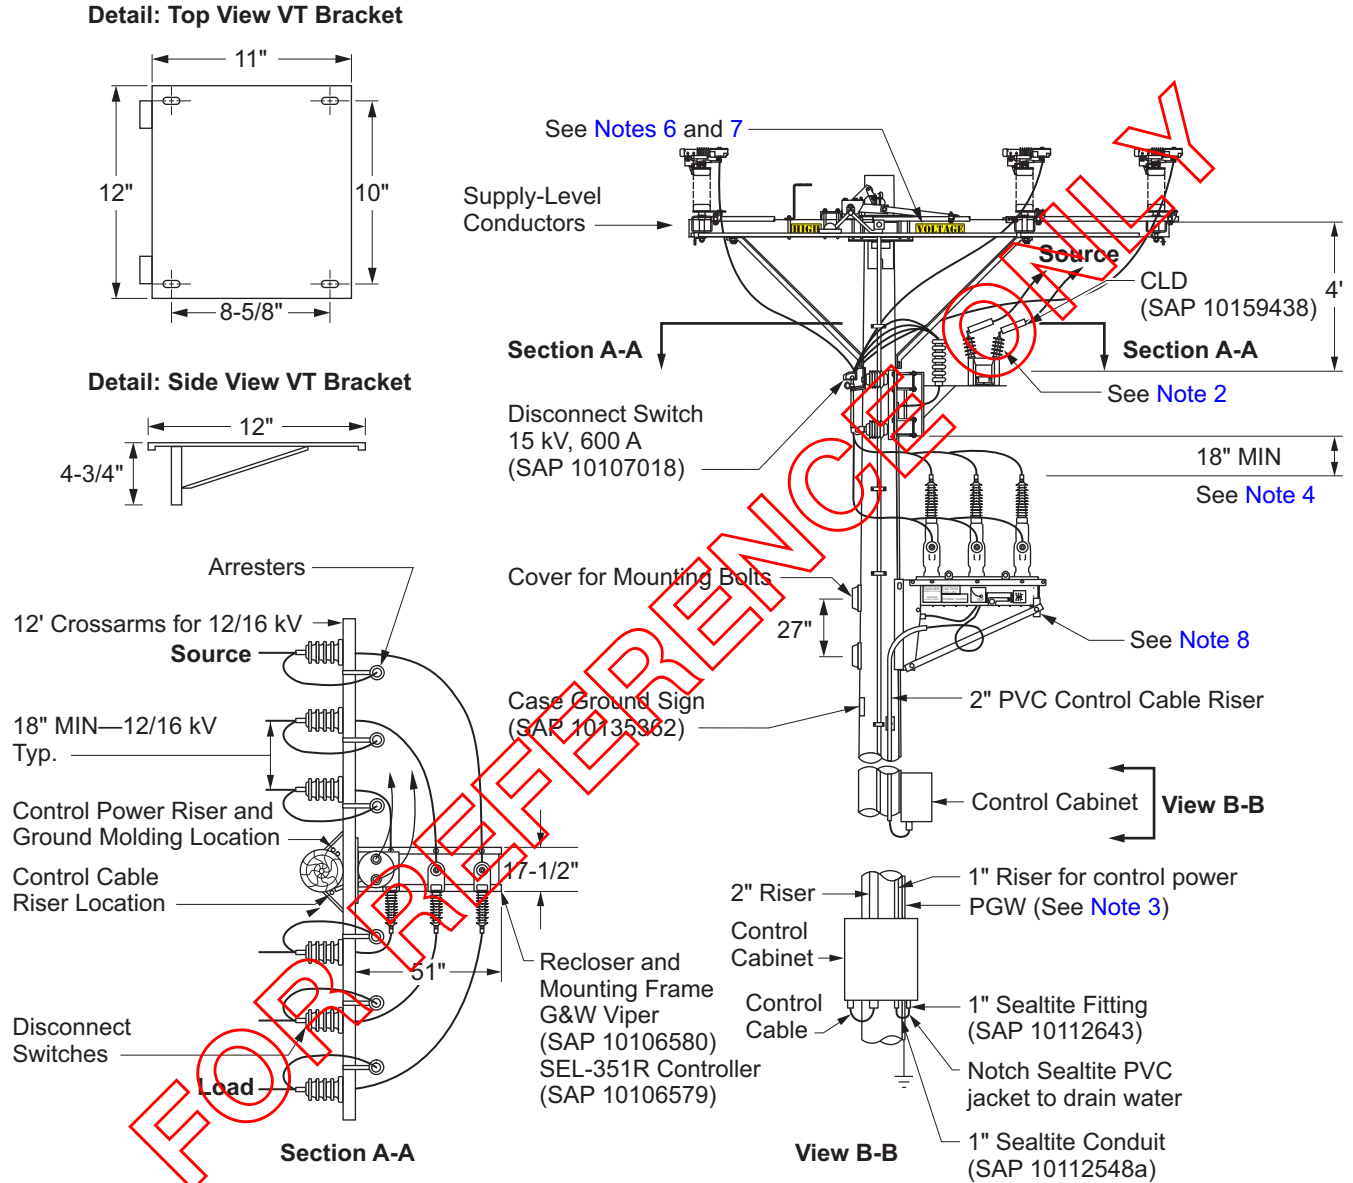 Detail: Top View VT Bracket
11"
12"
10"
8-5/8"
Detail: Side View VT Bracket
12"
4-3/4"
See Notes 6 and 7
Supply-Level
Conductors
HIGH VOLTAGE
Source
CLD
(SAP 10159438)
4'
Section A-A
Section A-A
See Note 2
Disconnect Switch
15 kV, 600 A
(SAP 10107018)
18" MIN
See Note 4
Cover for Mounting Bolts
27"
See Note 8
Case Ground Sign
(SAP 10135362)
2" PVC Control Cable Riser
Control Cabinet
View B-B
Arresters
12' Crossarms for 12/16 kV
Source
18" MIN—12/16 kV
Typ.
Control Power Riser and
Ground Molding Location
Control Cable
Riser Location
17-1/2"
51"
Disconnect
Switches
Load
Recloser and
Mounting Frame
G&W Viper
(SAP 10106580)
SEL-351R Controller
(SAP 10106579)
Section A-A
2" Riser
1" Riser for control power
PGW (See Note 3)
Control
Cabinet
Control
Cable
1" Sealtite Fitting
(SAP 10112643)
Notch Sealtite PVC
jacket to drain water
1" Sealtite Conduit
(SAP 10112548a)
View B-B
FOR REFERENCE ONLY